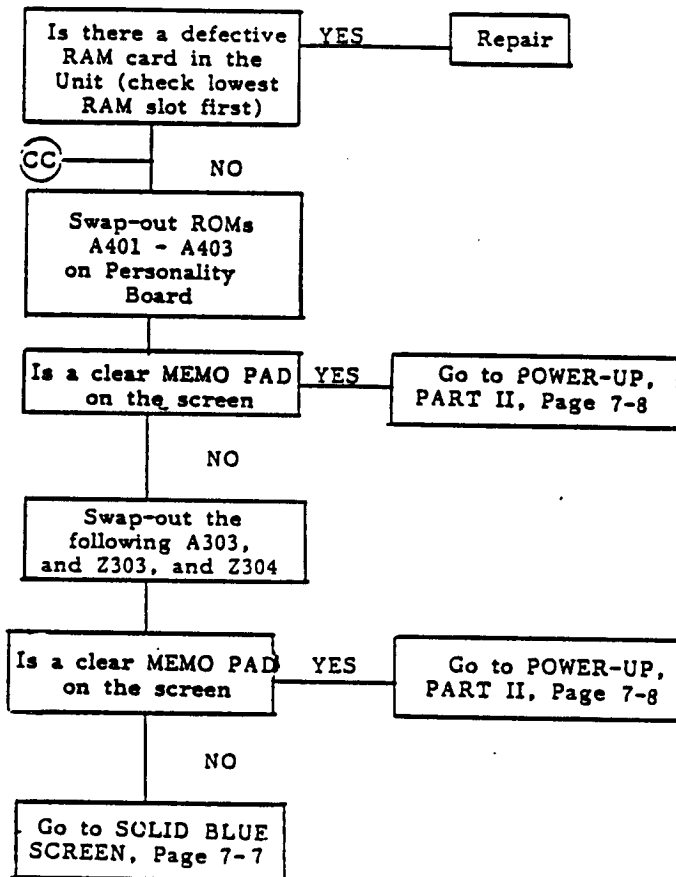 Is there a defective
RAM card in the
Unit (check lowest
RAM slot first)
YES
Repair
CC
NO
Swap-out ROMs
A401 - A403
on Personality
Board
Is a clear MEMO PAD
on the screen
YES
Go to POWER-UP,
PART II, Page 7-8
NO
Swap-out the
following A303,
and Z303, and Z304
Is a clear MEMO PAD
on the screen
YES
Go to POWER-UP,
PART II, Page 7-8
NO
Go to SOLID BLUE
SCREEN, Page 7-7